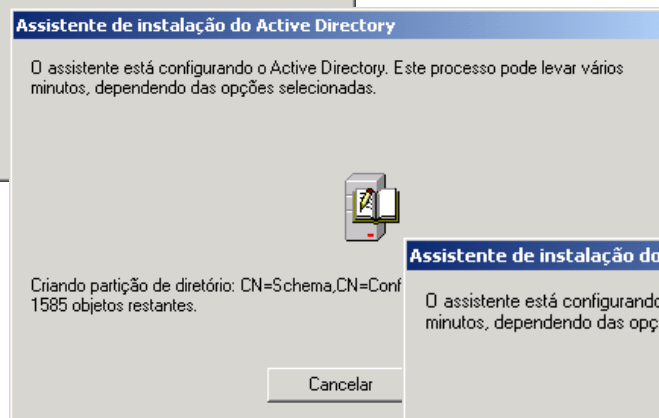 Assistente de instalação do Active Directory
O assistente está configurando o Active Directory. Este processo pode levar vários
minutos, dependendo das opções selecionadas.
Criando partição de diretório: CN=Schema,CN=Conf
1585 objetos restantes.
Cancelar
Assistente de instalação do
O assistente está configurando
minutos, dependendo das opç